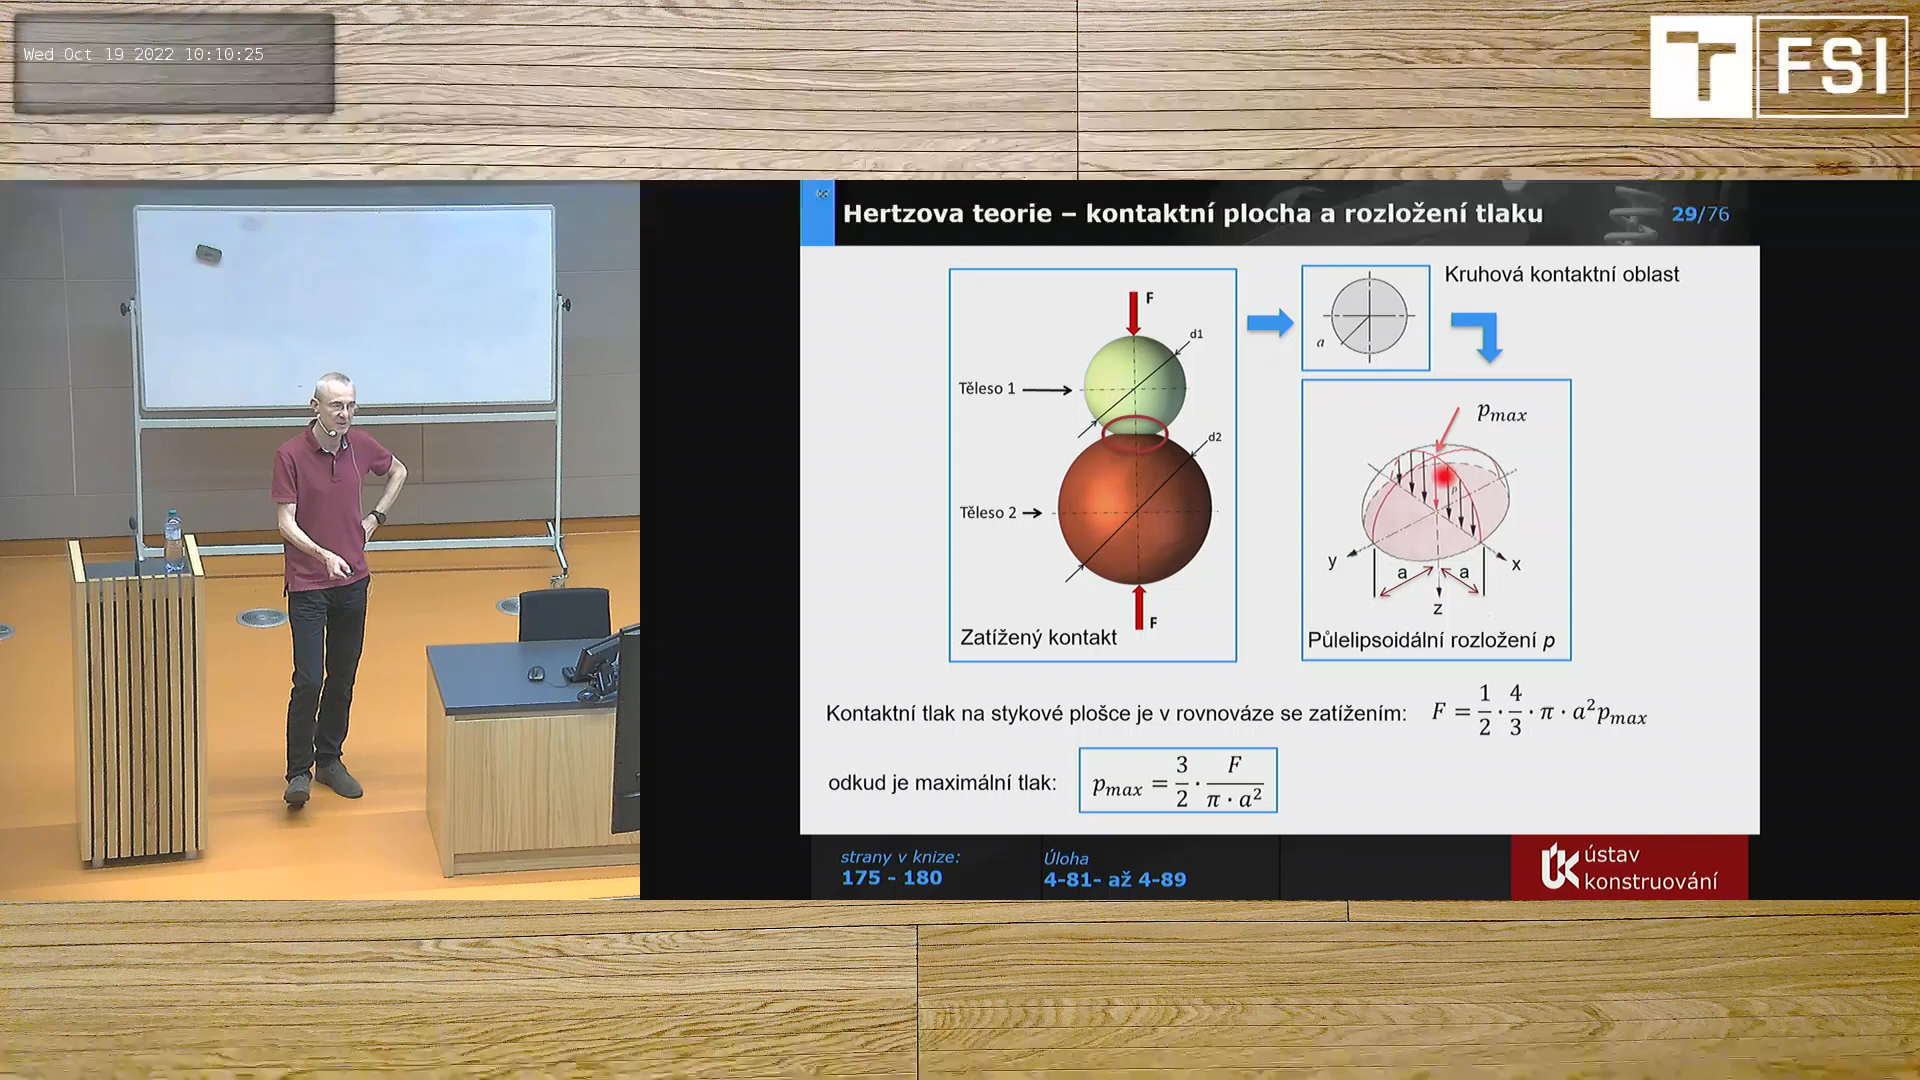 Wed Oct 19 2022 10:10:25
FSI
Hertzova teorie – kontaktní plocha a rozložení tlaku
29/76
F
d1
Těleso 1
d2
Těleso 2
F
Zatížený kontakt
a
Kruhová kontaktní oblast
p_max
p
y
x
a
a
z
Půlelipsoidální rozložení p
Kontaktní tlak na stykové plošce je v rovnováze se zatížením: F = 1/2 · 4/3 · π · a²p_max
odkud je maximální tlak: p_max = 3/2 · F/(π · a²)
strany v knize:
175 - 180
Úloha
4-81- až 4-89
ÚK ústav
konstruování